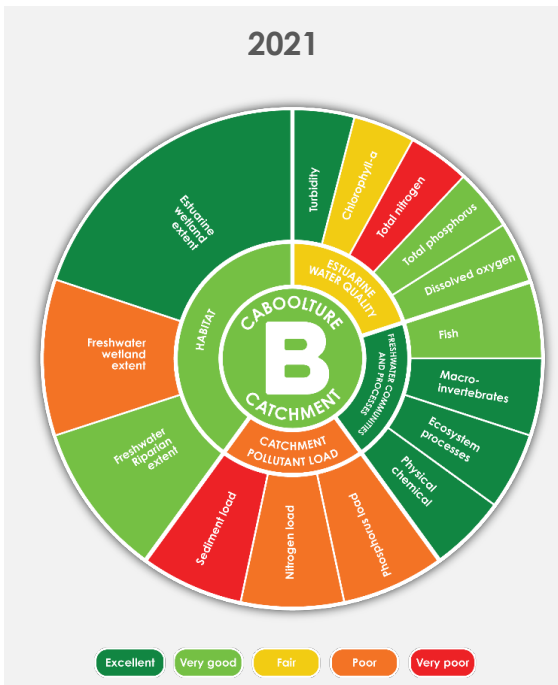 2021
Turbidity
Chlorophyll-a
Total nitrogen
Total phosphorus
Dissolved oxygen
Fish
Macro-
invertebrates
Ecosystem
processes
Physical
chemical
Phosphorus load
Nitrogen load
Sediment load
Freshwater
Riparian
extent
Freshwater
wetland
extent
Estuarine
wetland
extent
ESTUARINE
WATER QUALITY
FRESHWATER COMMUNITIES
AND PROCESSES
CATCHMENT
POLLUTANT LOAD
HABITAT
CABOOLTURE
B
CATCHMENT
Excellent
Very good
Fair
Poor
Very poor